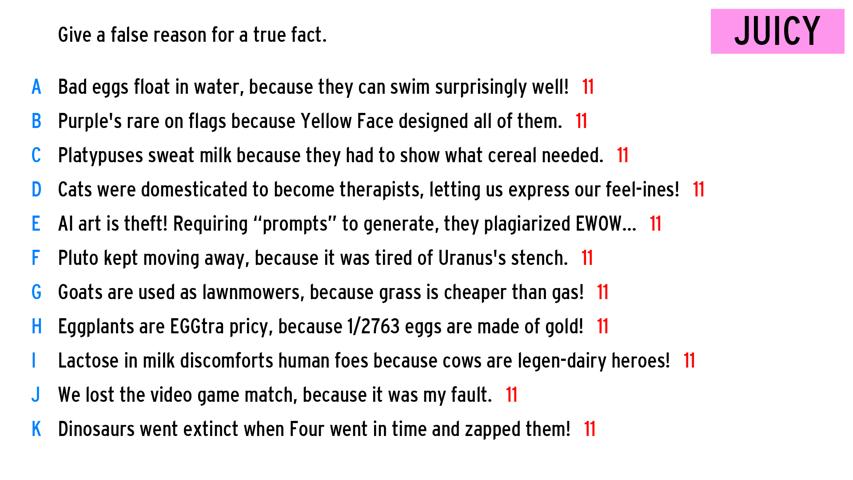 Give a false reason for a true fact.
JUICY
A Bad eggs float in water, because they can swim surprisingly well! 11
B Purple's rare on flags because Yellow Face designed all of them. 11
C Platypuses sweat milk because they had to show what cereal needed. 11
D Cats were domesticated to become therapists, letting us express our feel-ines! 11
E AI art is theft! Requiring “prompts” to generate, they plagiarized EWOW... 11
F Pluto kept moving away, because it was tired of Uranus's stench. 11
G Goats are used as lawnmowers, because grass is cheaper than gas! 11
H Eggplants are EGGtra pricy, because 1/2763 eggs are made of gold! 11
I Lactose in milk discomforts human foes because cows are legen-dairy heroes! 11
J We lost the video game match, because it was my fault. 11
K Dinosaurs went extinct when Four went in time and zapped them! 11